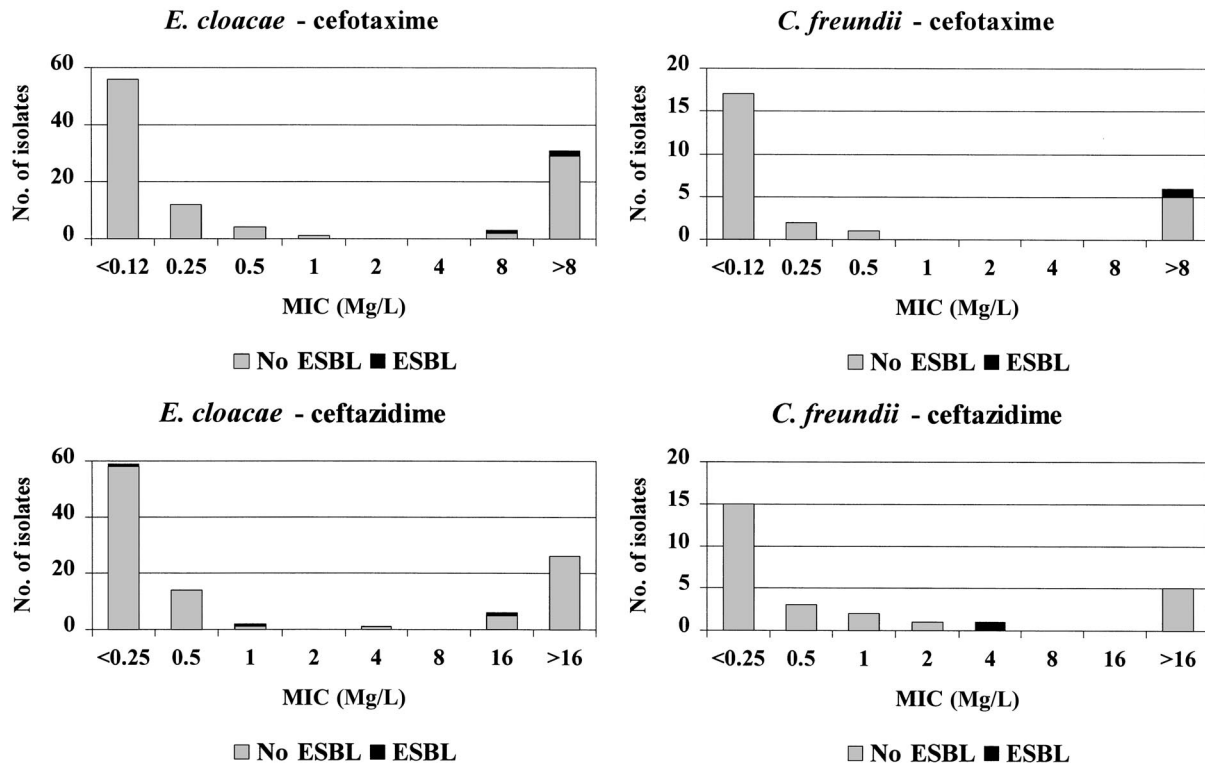 E. cloacae - cefotaxime
No. of isolates
60
40
20
0
<0.12 0.25 0.5 1 2 4 8 >8
MIC (Mg/L)
No ESBL ESBL
C. freundii - cefotaxime
No. of isolates
20
15
10
5
0
<0.12 0.25 0.5 1 2 4 8 >8
MIC (Mg/L)
No ESBL ESBL
E. cloacae - ceftazidime
No. of isolates
60
40
20
0
<0.25 0.5 1 2 4 8 16 >16
MIC (Mg/L)
No ESBL ESBL
C. freundii - ceftazidime
No. of isolates
20
15
10
5
0
<0.25 0.5 1 2 4 8 16 >16
MIC (Mg/L)
No ESBL ESBL